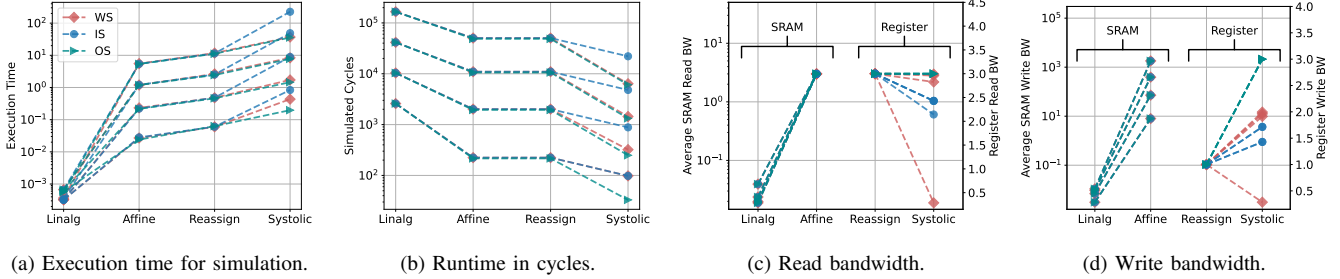 WS
IS
OS
Execution Time
10^2
10^1
10^0
10^-1
10^-2
10^-3
Linalg Affine Reassign Systolic
(a) Execution time for simulation.
Simulated Cycles
10^5
10^4
10^3
10^2
Linalg Affine Reassign Systolic
(b) Runtime in cycles.
Average SRAM Read BW
10^1
10^0
10^-1
SRAM
Register
4.5
4.0
3.5
3.0
2.5
2.0
1.5
1.0
0.5
Register Read BW
Linalg Affine Reassign Systolic
(c) Read bandwidth.
Average SRAM Write BW
10^5
10^3
10^1
10^-1
SRAM
Register
4.0
3.5
3.0
2.5
2.0
1.5
1.0
0.5
Register Write BW
Linalg Affine Reassign Systolic
(d) Write bandwidth.